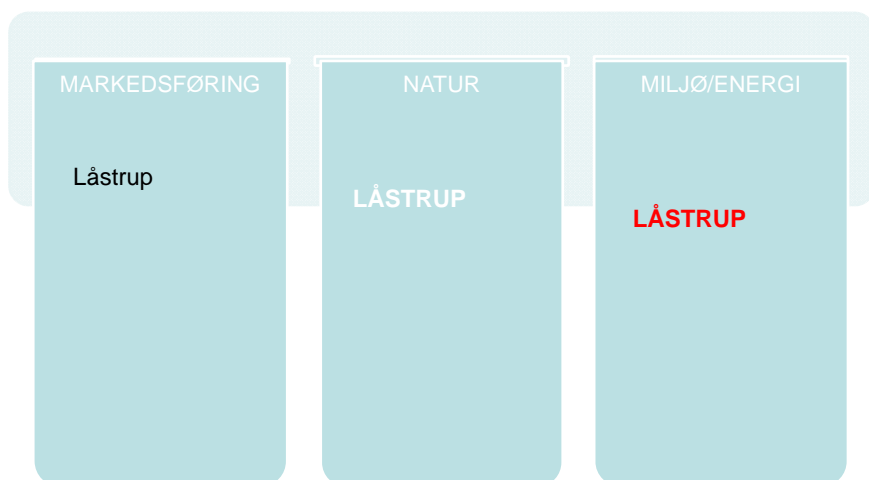 MARKEDSFØRING
Låstrup
NATUR
LÅSTRUP
MILJØ/ENERGI
LÅSTRUP